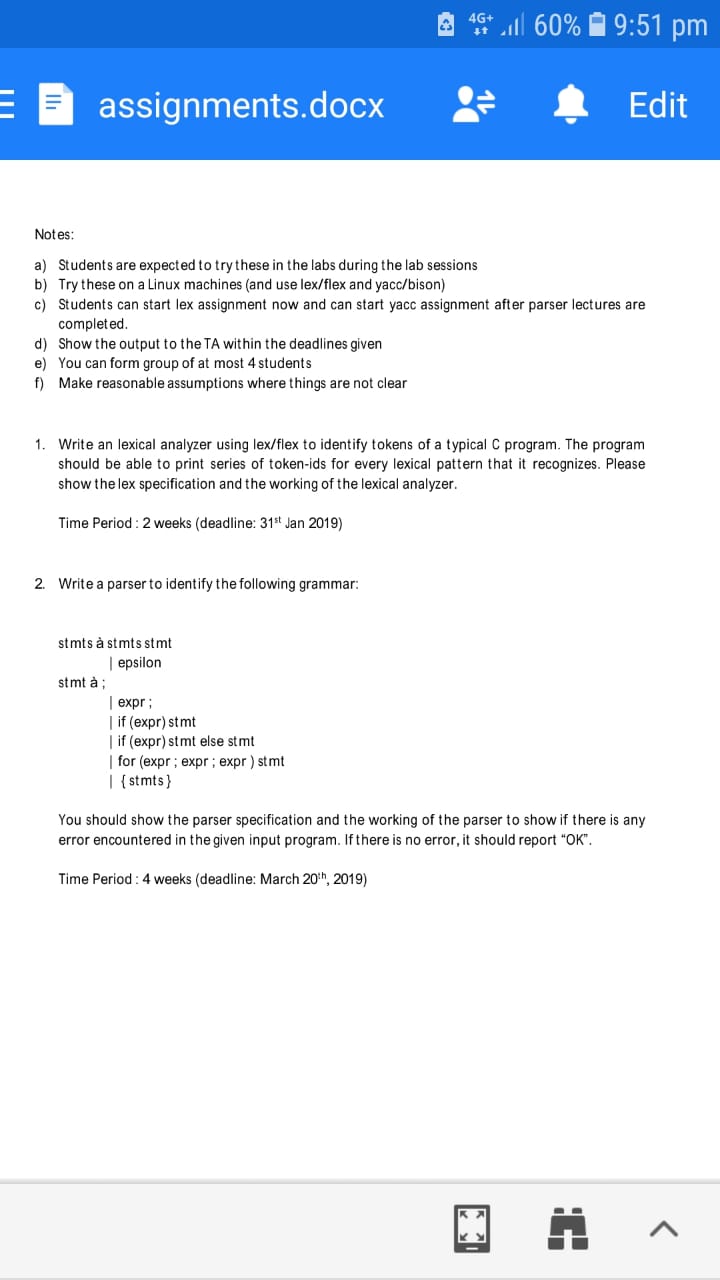 4G+ 60% 9:51 pm
assignments.docx Edit
Notes:
a) Students are expected to try these in the labs during the lab sessions
b) Try these on a Linux machines (and use lex/flex and yacc/bison)
c) Students can start lex assignment now and can start yacc assignment after parser lectures are
completed.
d) Show the output to the TA within the deadlines given
e) You can form group of at most 4 students
f) Make reasonable assumptions where things are not clear
1. Write an lexical analyzer using lex/flex to identify tokens of a typical C program. The program
should be able to print series of token-ids for every lexical pattern that it recognizes. Please
show the lex specification and the working of the lexical analyzer.
Time Period : 2 weeks (deadline: 31st Jan 2019)
2. Write a parser to identify the following grammar:
stmts à stmts stmt
| epsilon
stmt à ;
| expr ;
| if (expr) stmt
| if (expr) stmt else stmt
| for (expr ; expr ; expr ) stmt
| { stmts }
You should show the parser specification and the working of the parser to show if there is any
error encountered in the given input program. If there is no error, it should report “OK”.
Time Period : 4 weeks (deadline: March 20th, 2019)